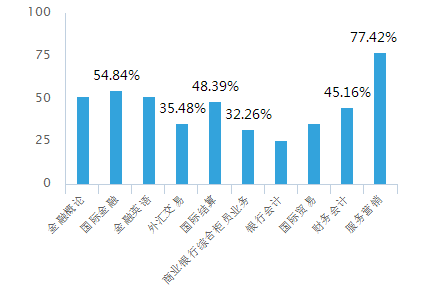 100
77.42%
75
54.84%
48.39%
45.16%
50
35.48%
32.26%
25
0
金融概论
国际金融
金融英语
外汇交易
国际结算
商业银行综合柜员业务
银行会计
国际贸易
财务会计
服务营销